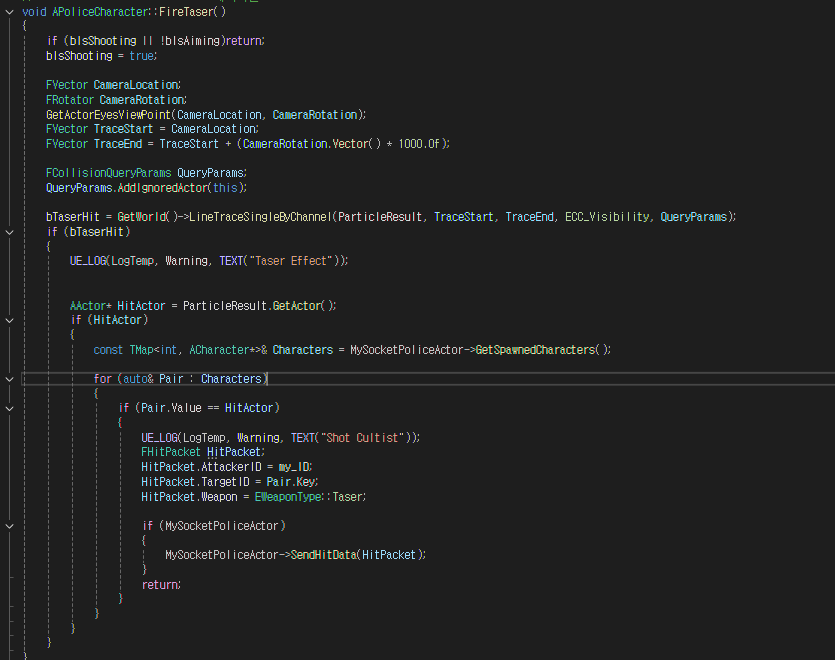 void APoliceCharacter::FireTaser()
{
if (bIsShooting || !bIsAiming)return;
bIsShooting = true;
FVector CameraLocation;
FRotator CameraRotation;
GetActorEyesViewPoint(CameraLocation, CameraRotation);
FVector TraceStart = CameraLocation;
FVector TraceEnd = TraceStart + (CameraRotation.Vector() * 1000.0f);
FCollisionQueryParams QueryParams;
QueryParams.AddIgnoredActor(this);
bTaserHit = GetWorld()->LineTraceSingleByChannel(ParticleResult, TraceStart, TraceEnd, ECC_Visibility, QueryParams);
if (bTaserHit)
{
UE_LOG(LogTemp, Warning, TEXT("Taser Effect"));
AActor* HitActor = ParticleResult.GetActor();
if (HitActor)
{
const TMap<int, ACharacter*>& Characters = MySocketPoliceActor->GetSpawnedCharacters();
for (auto& Pair : Characters)
{
if (Pair.Value == HitActor)
{
UE_LOG(LogTemp, Warning, TEXT("Shot Cultist"));
FHitPacket HitPacket;
HitPacket.AttackerID = my_ID;
HitPacket.TargetID = Pair.Key;
HitPacket.Weapon = EWeaponType::Taser;
if (MySocketPoliceActor)
{
MySocketPoliceActor->SendHitData(HitPacket);
}
return;
}
}
}
}
}